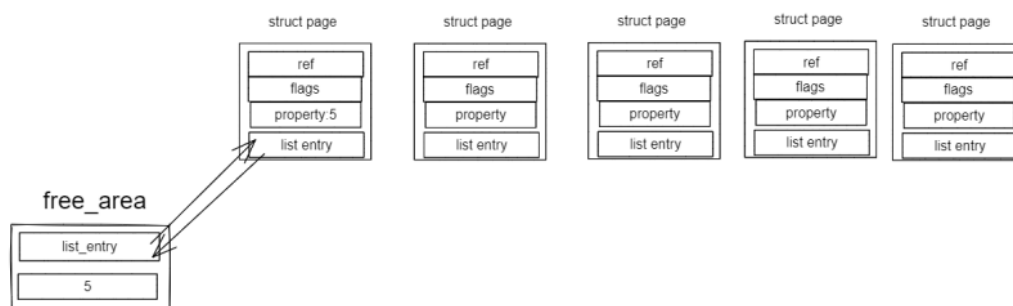 struct page struct page struct page struct page struct page
ref ref ref ref ref
flags flags flags flags flags
property:5 property property property property
list entry list entry list entry list entry list entry
free_area
list_entry
5